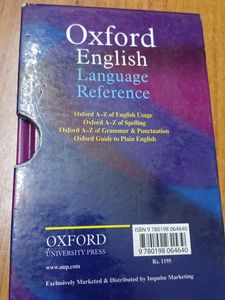 Oxford
English
Language
Reference
Oxford A–Z of English Usage
Oxford A–Z of Spelling
Oxford A–Z of Grammar & Punctuation
Oxford Guide to Plain English
ISBN 9 780198 064640
9 780198 064640
Rs. 1195
OXFORD
UNIVERSITY PRESS
www.oup.com
Exclusively Marketed & Distributed by Impulse Marketing